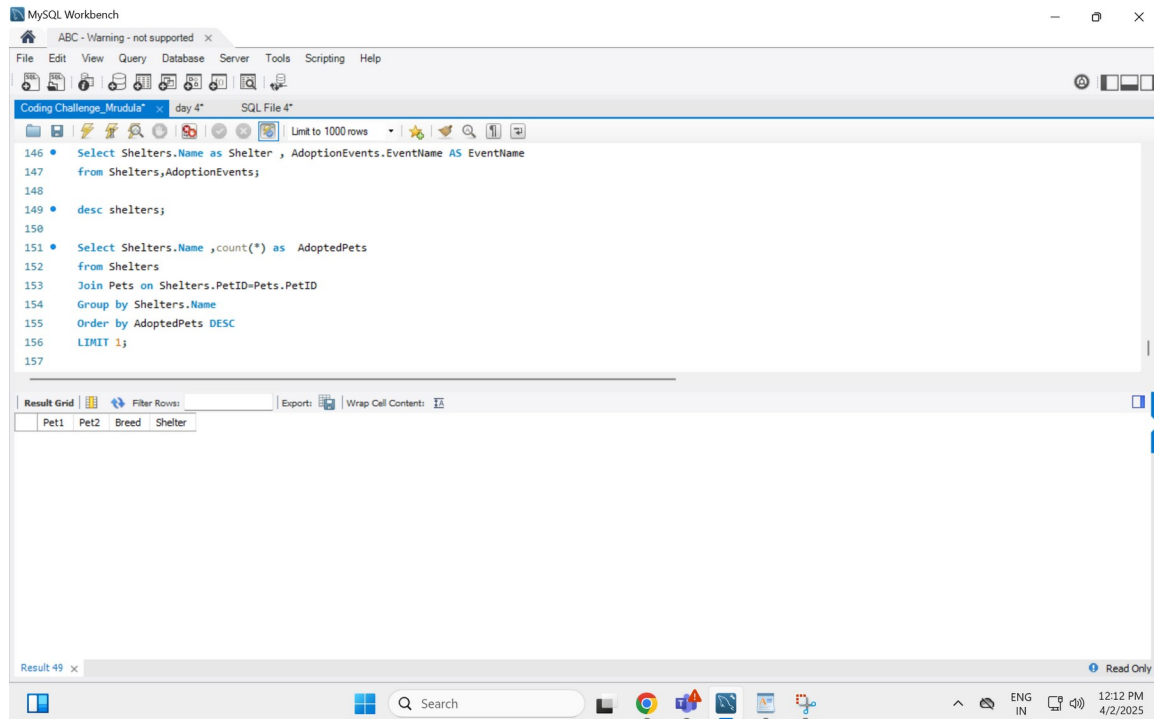 MySQL Workbench
ABC - Warning - not supported
File Edit View Query Database Server Tools Scripting Help
Coding Challenge_Mrudula* day 4* SQL File 4*
Limit to 1000 rows
146 Select Shelters.Name as Shelter , AdoptionEvents.EventName AS EventName
147 from Shelters,AdoptionEvents;
148
149 desc shelters;
150
151 Select Shelters.Name ,count(*) as AdoptedPets
152 from Shelters
153 Join Pets on Shelters.PetID=Pets.PetID
154 Group by Shelters.Name
155 Order by AdoptedPets DESC
156 LIMIT 1;
157
Result Grid Filter Rows: Export: Wrap Cell Content: IA
Pet1 Pet2 Breed Shelter
Result 49 Read Only
Search ENG 12:12 PM
IN 4/2/2025